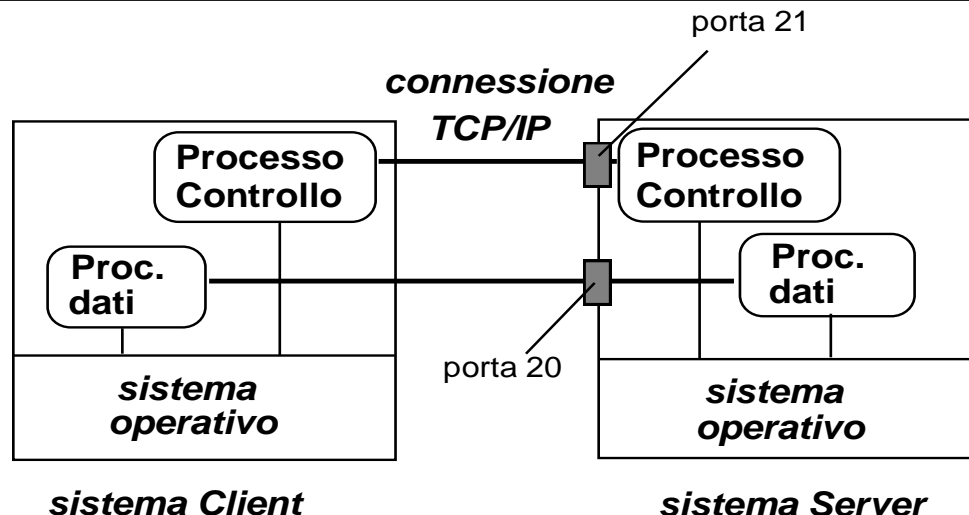 porta 21
connessione
TCP/IP
Processo
Controllo
Processo
Controllo
Proc.
dati
Proc.
dati
porta 20
sistema
operativo
sistema
operativo
sistema Client
sistema Server